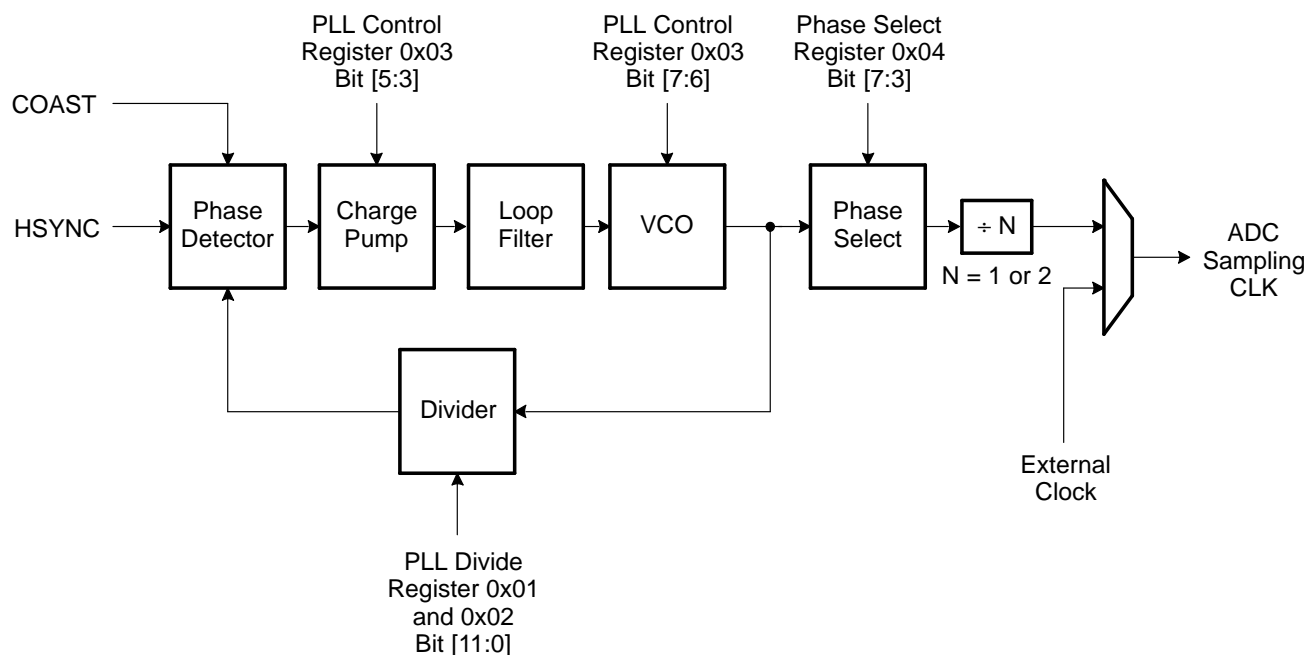 PLL Control
Register 0x03
Bit [5:3]
PLL Control
Register 0x03
Bit [7:6]
Phase Select
Register 0x04
Bit [7:3]
COAST
HSYNC
Phase
Detector
Charge
Pump
Loop
Filter
VCO
Phase
Select
÷ N
N = 1 or 2
ADC
Sampling
CLK
Divider
External
Clock
PLL Divide
Register 0x01
and 0x02
Bit [11:0]